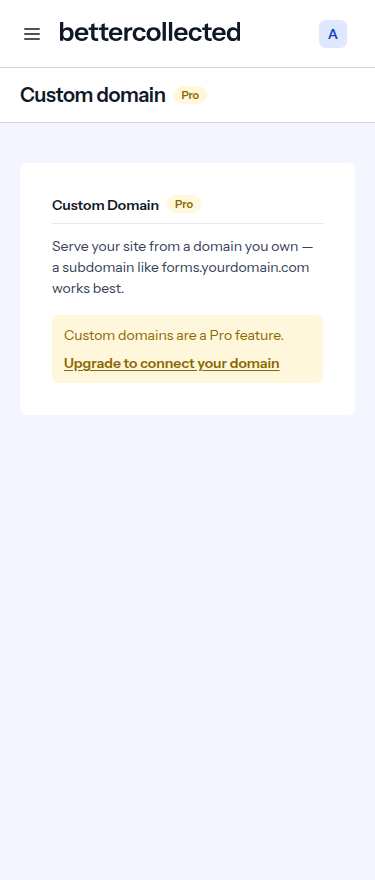 bettercollected
A
Custom domain Pro
Custom Domain Pro
Serve your site from a domain you own —
a subdomain like forms.yourdomain.com
works best.
Custom domains are a Pro feature.
Upgrade to connect your domain